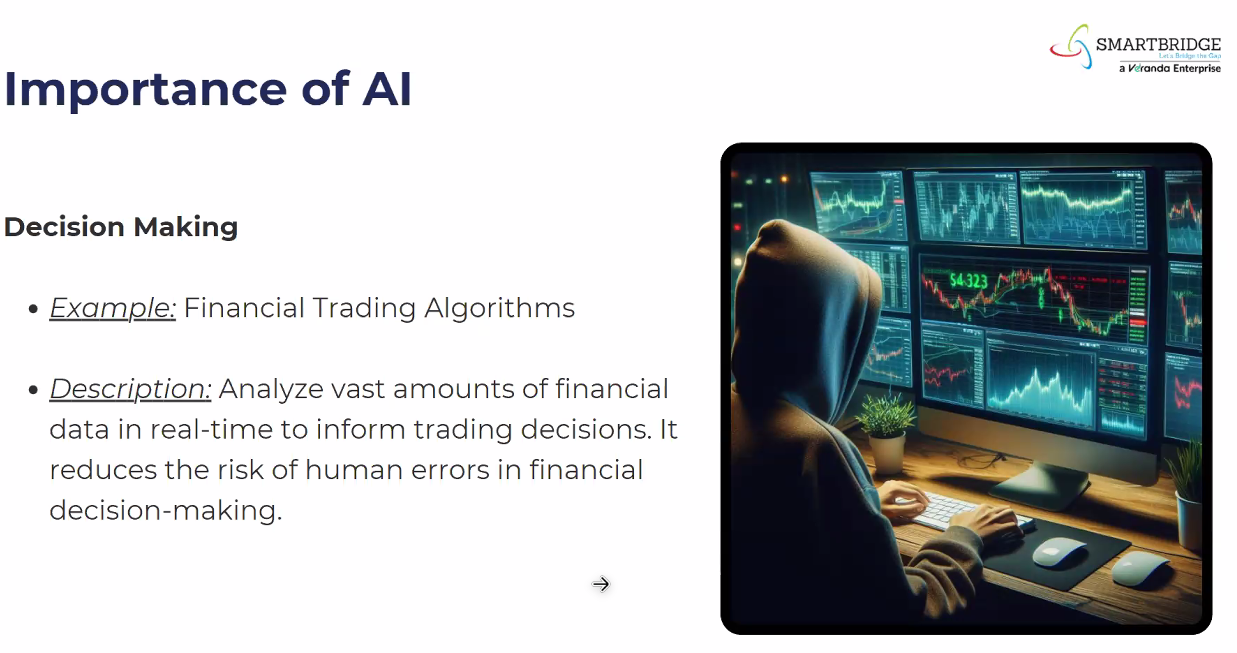 SMARTBRIDGE
Let's Bridge the Gap
a Veranda Enterprise
Importance of AI
Decision Making
• Example: Financial Trading Algorithms
• Description: Analyze vast amounts of financial
data in real-time to inform trading decisions. It
reduces the risk of human errors in financial
decision-making.
$4-323